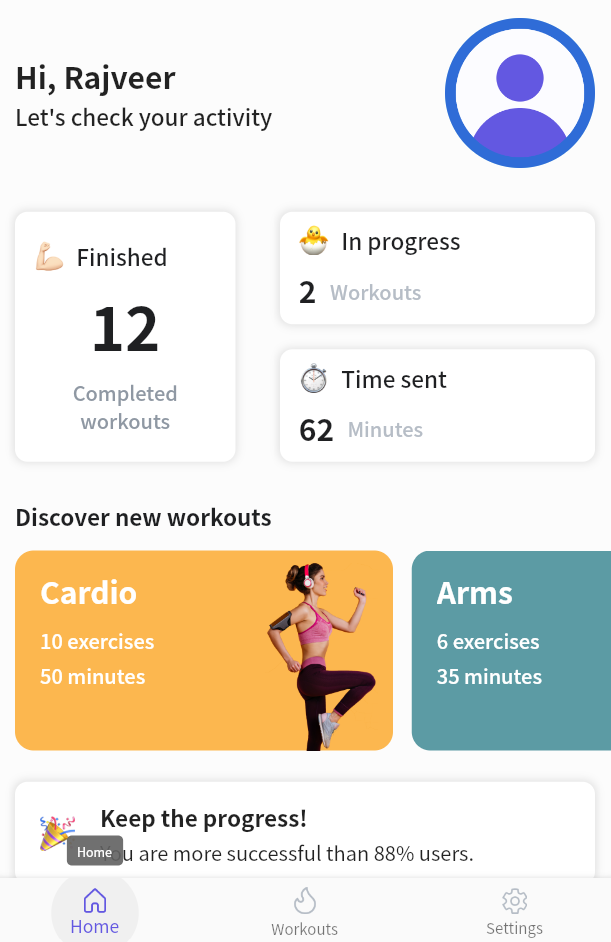 Hi, Rajveer
Let's check your activity
Finished
12
Completed
workouts
In progress
2 Workouts
Time sent
62 Minutes
Discover new workouts
Cardio
10 exercises
50 minutes
Arms
6 exercises
35 minutes
Keep the progress!
You are more successful than 88% users.
Home
Home
Workouts
Settings